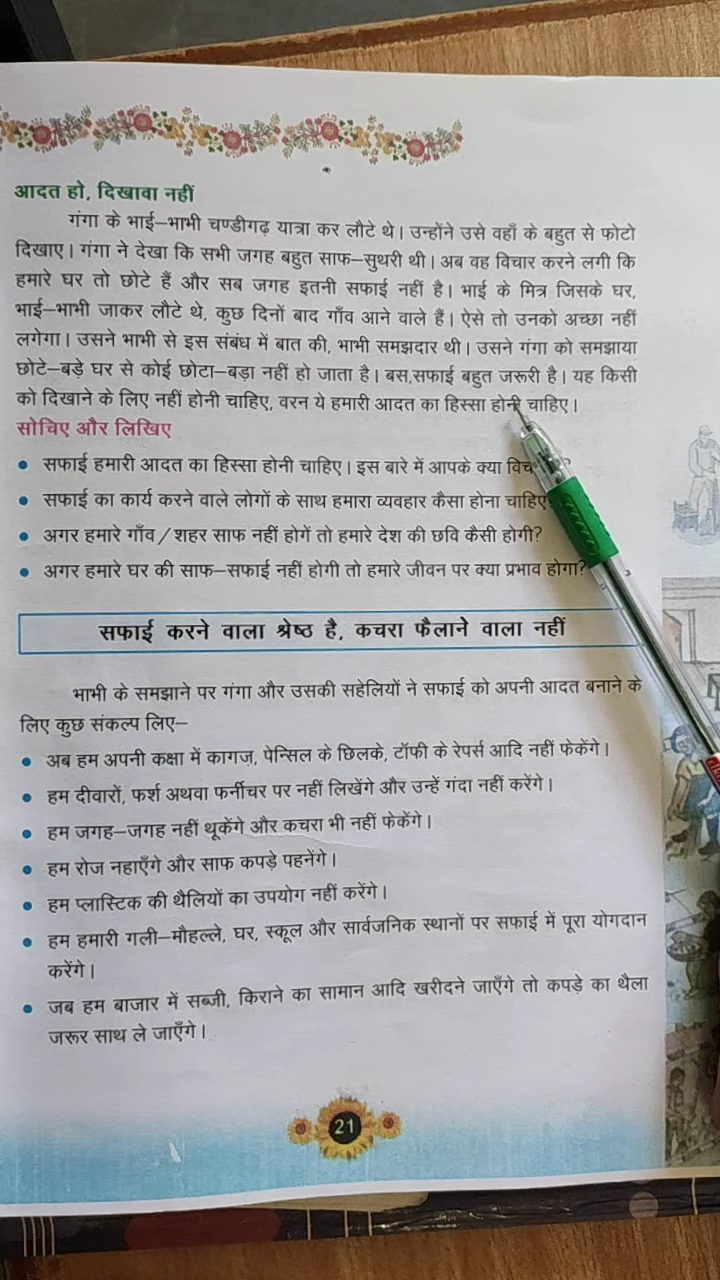 आदत हो, दिखावा नहीं
गंगा के भाई–भाभी चण्डीगढ़ यात्रा कर लौटे थे। उन्होंने उसे वहाँ के बहुत से फोटो
दिखाए। गंगा ने देखा कि सभी जगह बहुत साफ–सुथरी थी। अब वह विचार करने लगी कि
हमारे घर तो छोटे हैं और सब जगह इतनी सफाई नहीं है। भाई के मित्र जिसके घर,
भाई–भाभी जाकर लौटे थे, कुछ दिनों बाद गाँव आने वाले हैं। ऐसे तो उनको अच्छा नहीं
लगेगा। उसने भाभी से इस संबंध में बात की, भाभी समझदार थी। उसने गंगा को समझाया
छोटे–बड़े घर से कोई छोटा–बड़ा नहीं हो जाता है। बस,सफाई बहुत जरूरी है। यह किसी
को दिखाने के लिए नहीं होनी चाहिए, वरन ये हमारी आदत का हिस्सा होनी चाहिए।
सोचिए और लिखिए
• सफाई हमारी आदत का हिस्सा होनी चाहिए। इस बारे में आपके क्या
• सफाई का कार्य करने वाले लोगों के साथ हमारा व्यवहार कैसा होना चाहिए
• अगर हमारे गाँव/शहर साफ नहीं होगें तो हमारे देश की छवि कैसी होगी?
• अगर हमारे घर की साफ–सफाई नहीं होगी तो हमारे जीवन पर क्या प्रभाव होगा?
सफाई करने वाला श्रेष्ठ है, कचरा फैलाने वाला नहीं
भाभी के समझाने पर गंगा और उसकी सहेलियों ने सफाई को अपनी आदत बनाने के
लिए कुछ संकल्प लिए–
• अब हम अपनी कक्षा में कागज़, पेन्सिल के छिलके, टॉफी के रेपर्स आदि नहीं फेकेंगे।
• हम दीवारों, फर्श अथवा फर्नीचर पर नहीं लिखेंगे और उन्हें गंदा नहीं करेंगे।
• हम जगह–जगह नहीं थूकेंगे और कचरा भी नहीं फेकेंगे।
• हम रोज नहाएँगे और साफ कपड़े पहनेंगे।
• हम प्लास्टिक की थैलियों का उपयोग नहीं करेंगे।
• हम हमारी गली–मौहल्ले, घर, स्कूल और सार्वजनिक स्थानों पर सफाई में पूरा योगदान
करेंगे।
• जब हम बाजार में सब्जी, किराने का सामान आदि खरीदने जाएँगे तो कपड़े का थैला
जरूर साथ ले जाएँगे।
21